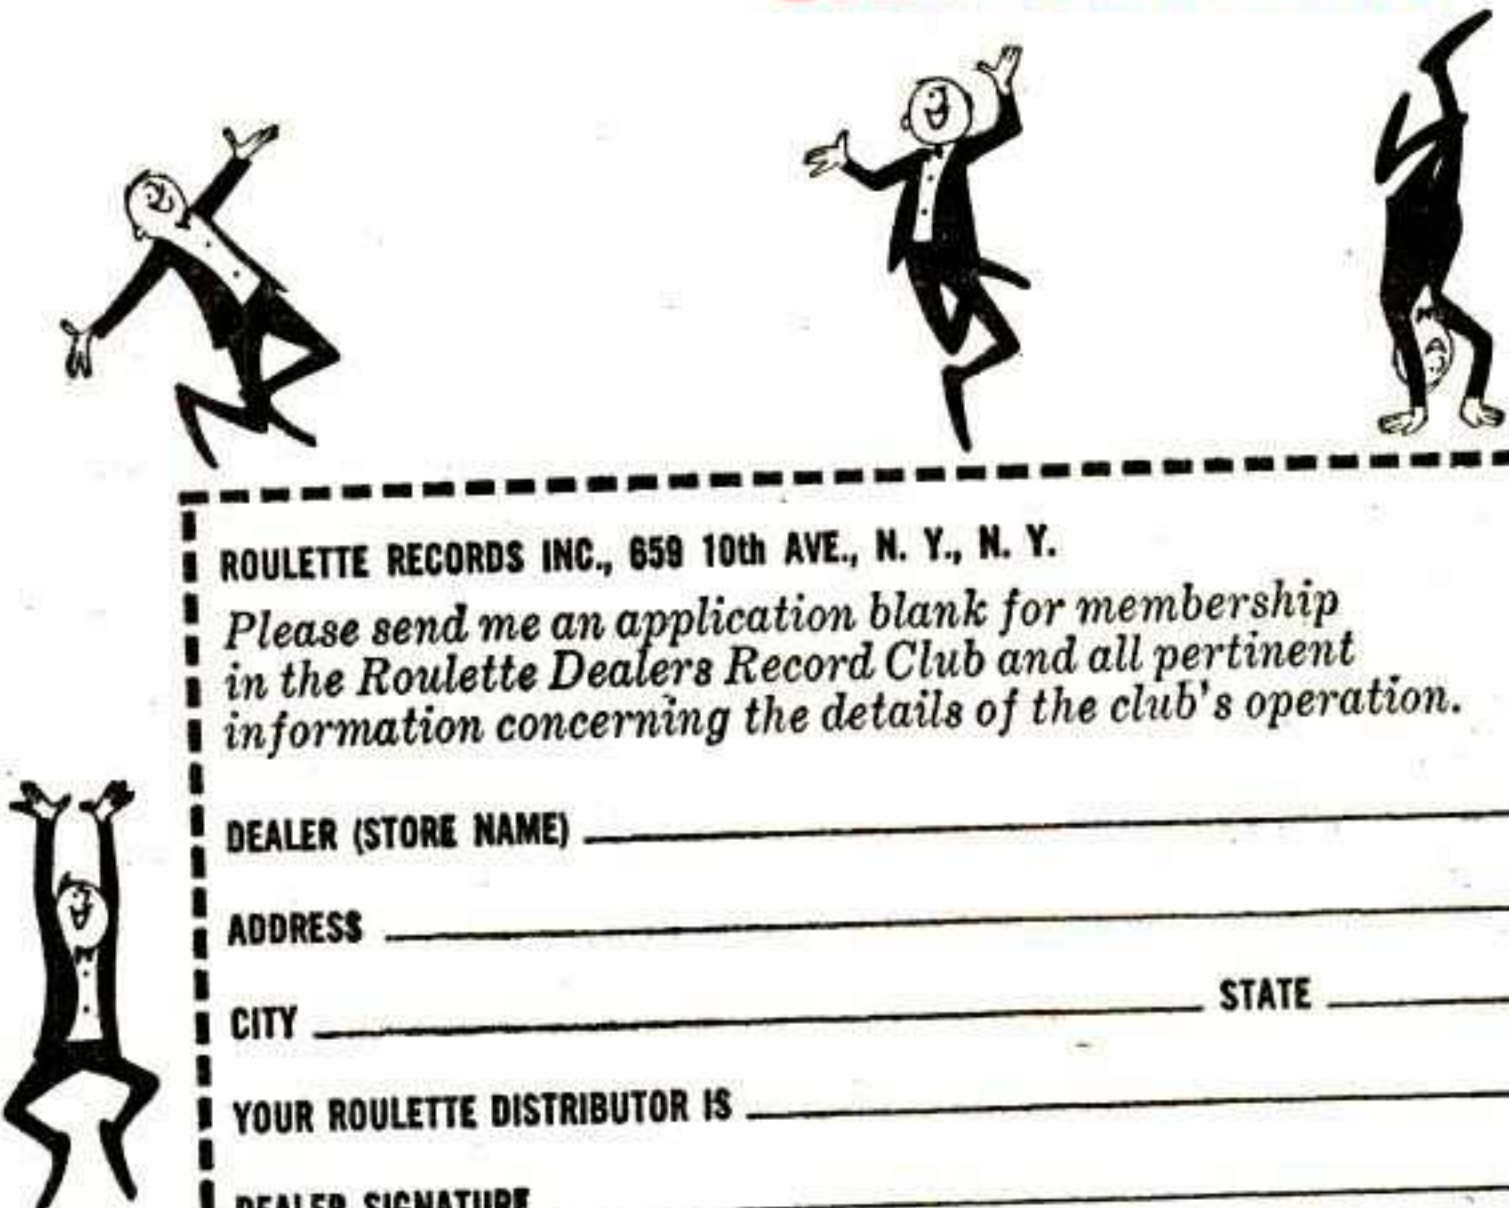 ROULETTE RECORDS INC., 659 10th AVE., N. Y., N. Y.
Please send me an application blank for membership
in the Roulette Dealers Record Club and all pertinent
information concerning the details of the club's operation.
DEALER (STORE NAME)
ADDRESS
CITY STATE
YOUR ROULETTE DISTRIBUTOR IS
DEALER SIGNATURE